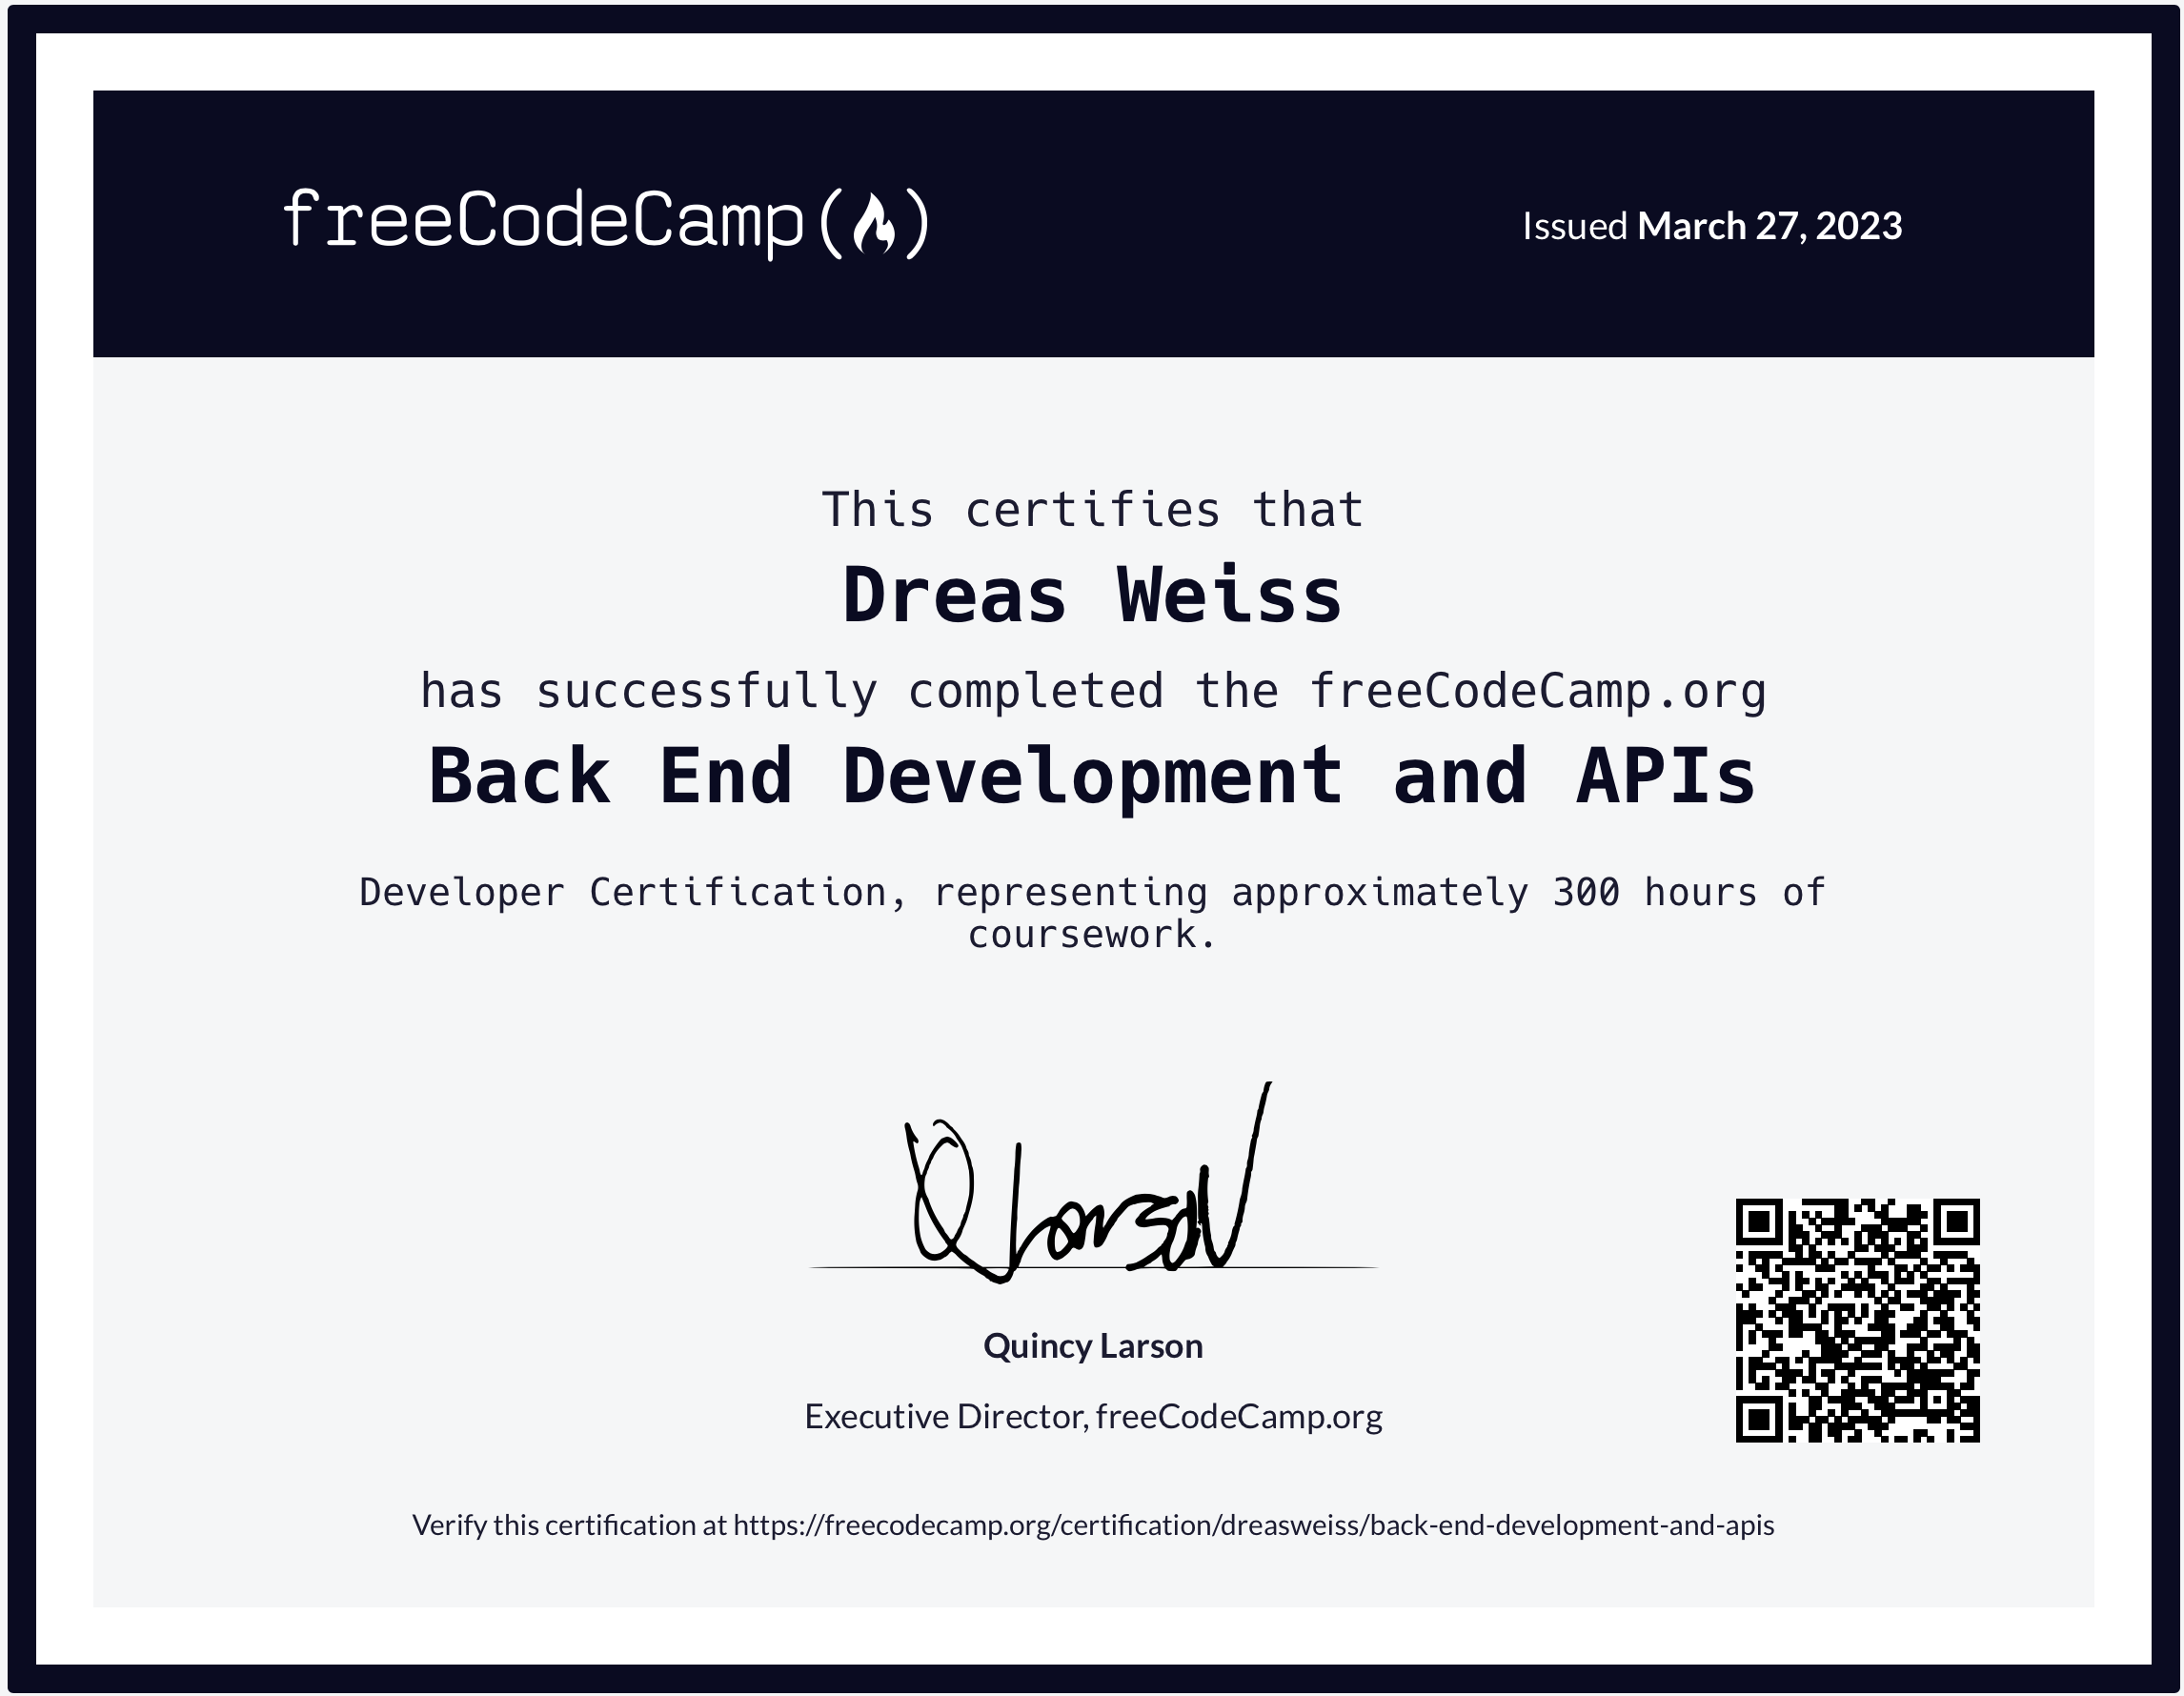 freeCodeCamp(🔥)
Issued March 27, 2023
This certifies that
Dreas Weiss
has successfully completed the freeCodeCamp.org
Back End Development and APIs
Developer Certification, representing approximately 300 hours of
coursework.
QLarson
Quincy Larson
Executive Director, freeCodeCamp.org
Verify this certification at https://freecodecamp.org/certification/dreasweiss/back-end-development-and-apis